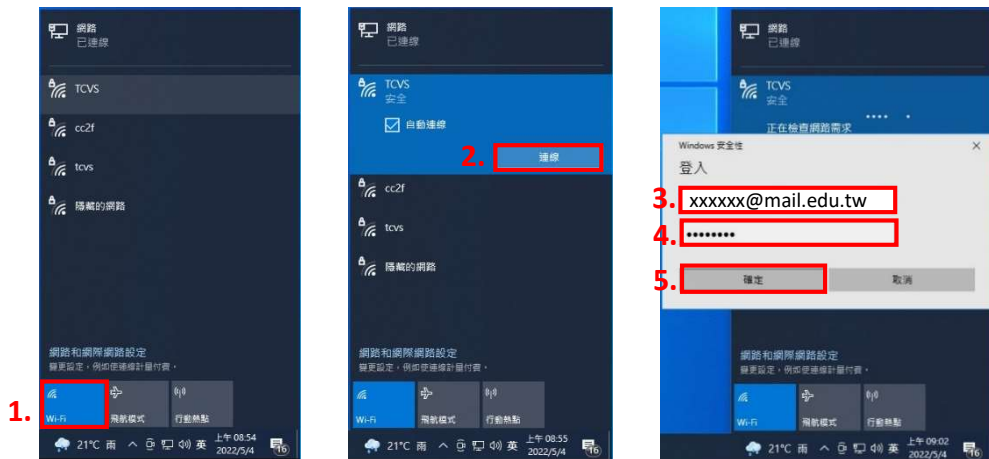 網路
已連線
TCVS
cc2f
tcvs
隱藏的網路
網路和網際網路設定
變更設定，例如使連線計量付費。
1.
Wi-Fi
飛航模式
行動熱點
21°C 雨
英
上午 08:54
2022/5/4
16
網路
已連線
TCVS
安全
自動連線
2.
連線
cc2f
tcvs
隱藏的網路
網路和網際網路設定
變更設定，例如使連線計量付費。
Wi-Fi
飛航模式
行動熱點
21°C 雨
英
上午 08:55
2022/5/4
16
網路
已連線
TCVS
安全
正在檢查網路需求
Windows 安全性
登入
3. xxxxxx@mail.edu.tw
4. ••••••••
5.
確定
取消
網路和網際網路設定
變更設定，例如使連線計量付費。
Wi-Fi
飛航模式
行動熱點
21°C 雨
英
上午 09:02
2022/5/4
16